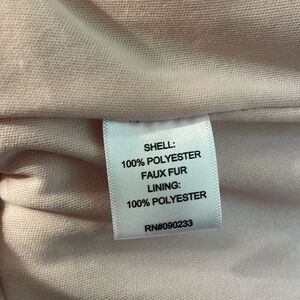 SHELL:
100% POLYESTER
FAUX FUR
LINING:
100% POLYESTER
RN#090233